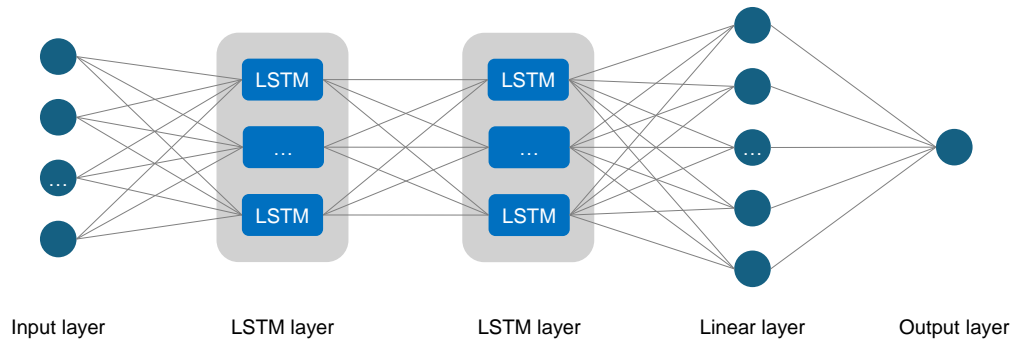 LSTM
LSTM
…
…
…
…
LSTM
LSTM
Input layer
LSTM layer
LSTM layer
Linear layer
Output layer